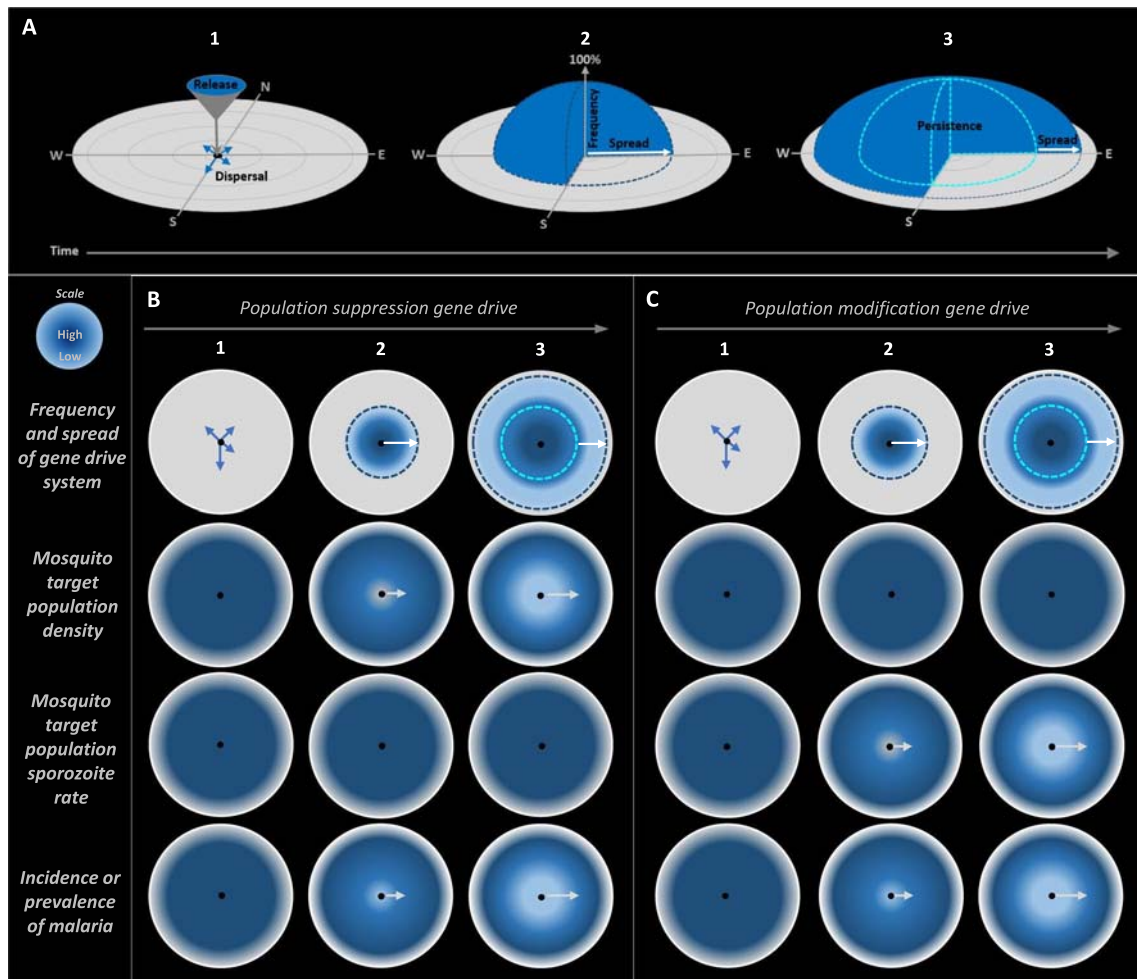 A
1
2
3
Release
N
W
E
Dispersal
S
100%
Frequency
W
Spread
E
S
Persistence
W
Spread
E
S
Time
Scale
High
Low
B
Population suppression gene drive
1
2
3
C
Population modification gene drive
1
2
3
Frequency
and spread
of gene drive
system
Mosquito
target
population
density
Mosquito
target
population
sporozoite
rate
Incidence or
prevalence
of malaria